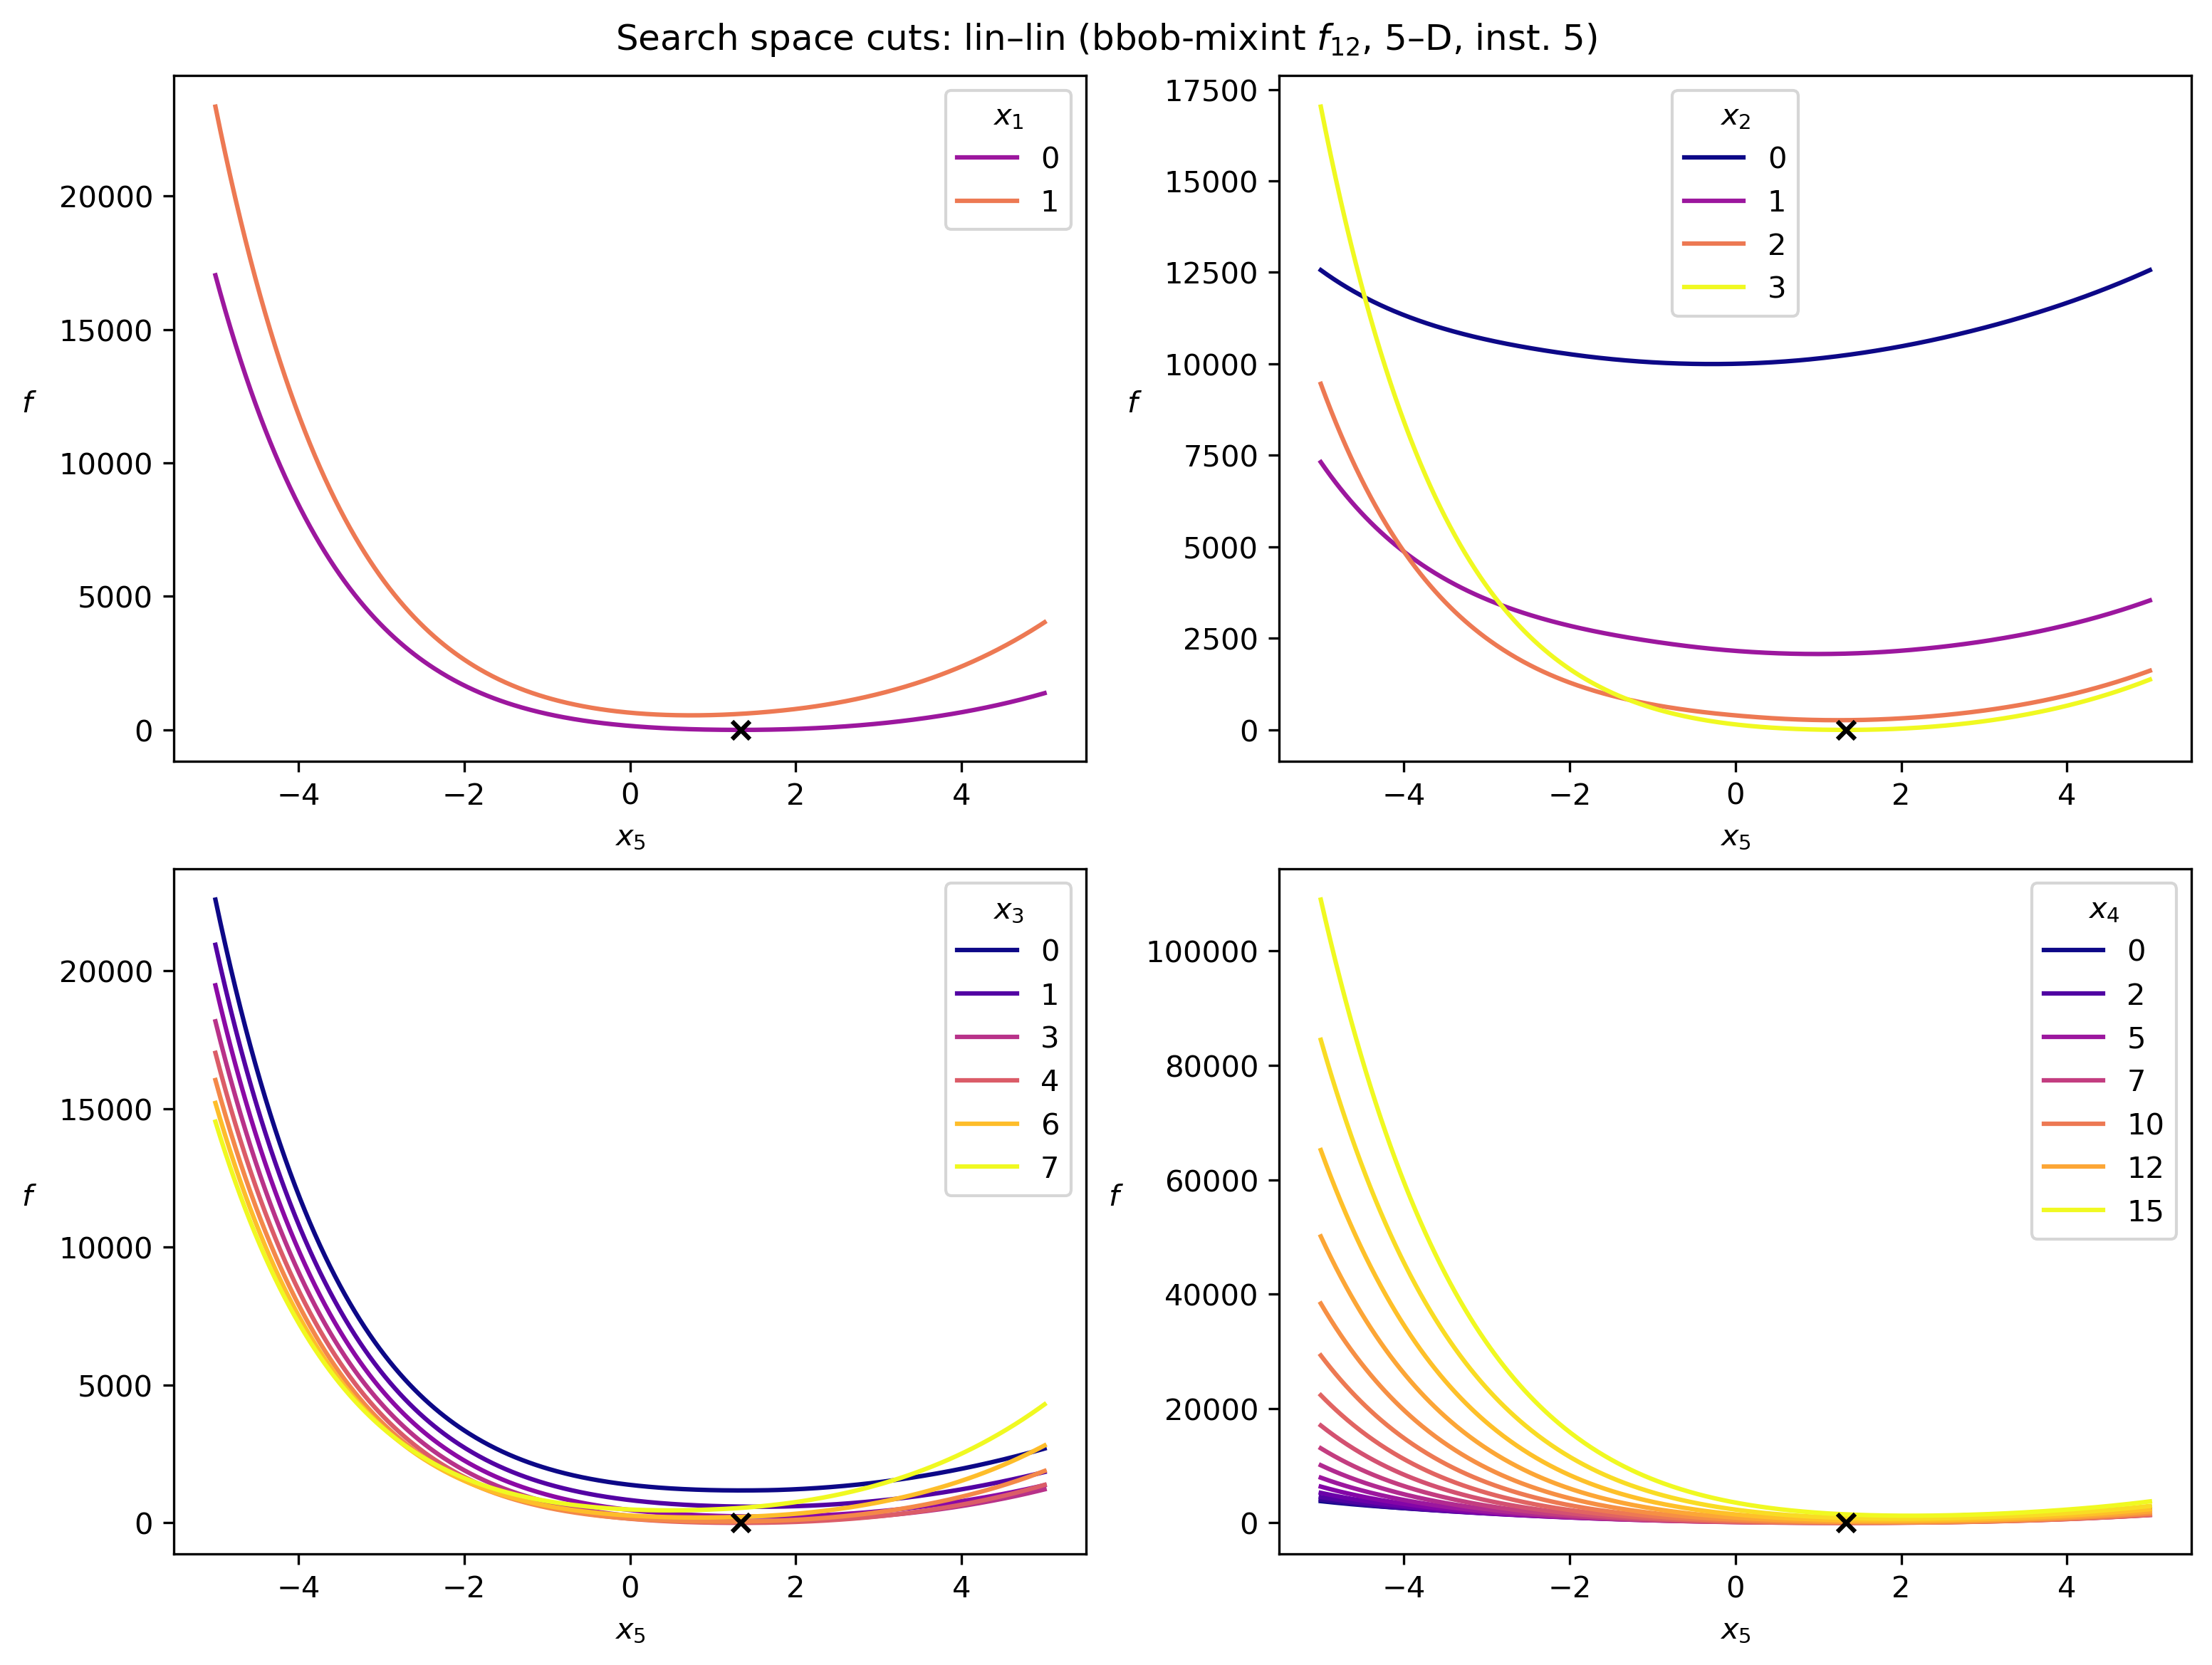 Search space cuts: lin–lin (bbob-mixint f12, 5–D, inst. 5)
x1
0
1
20000
15000
10000
5000
0
f
−4 −2 0 2 4
x5
x2
0
1
2
3
17500
15000
12500
10000
7500
5000
2500
0
f
−4 −2 0 2 4
x5
x3
0
1
3
4
6
7
20000
15000
10000
5000
0
f
−4 −2 0 2 4
x5
x4
0
2
5
7
10
12
15
100000
80000
60000
40000
20000
0
f
−4 −2 0 2 4
x5